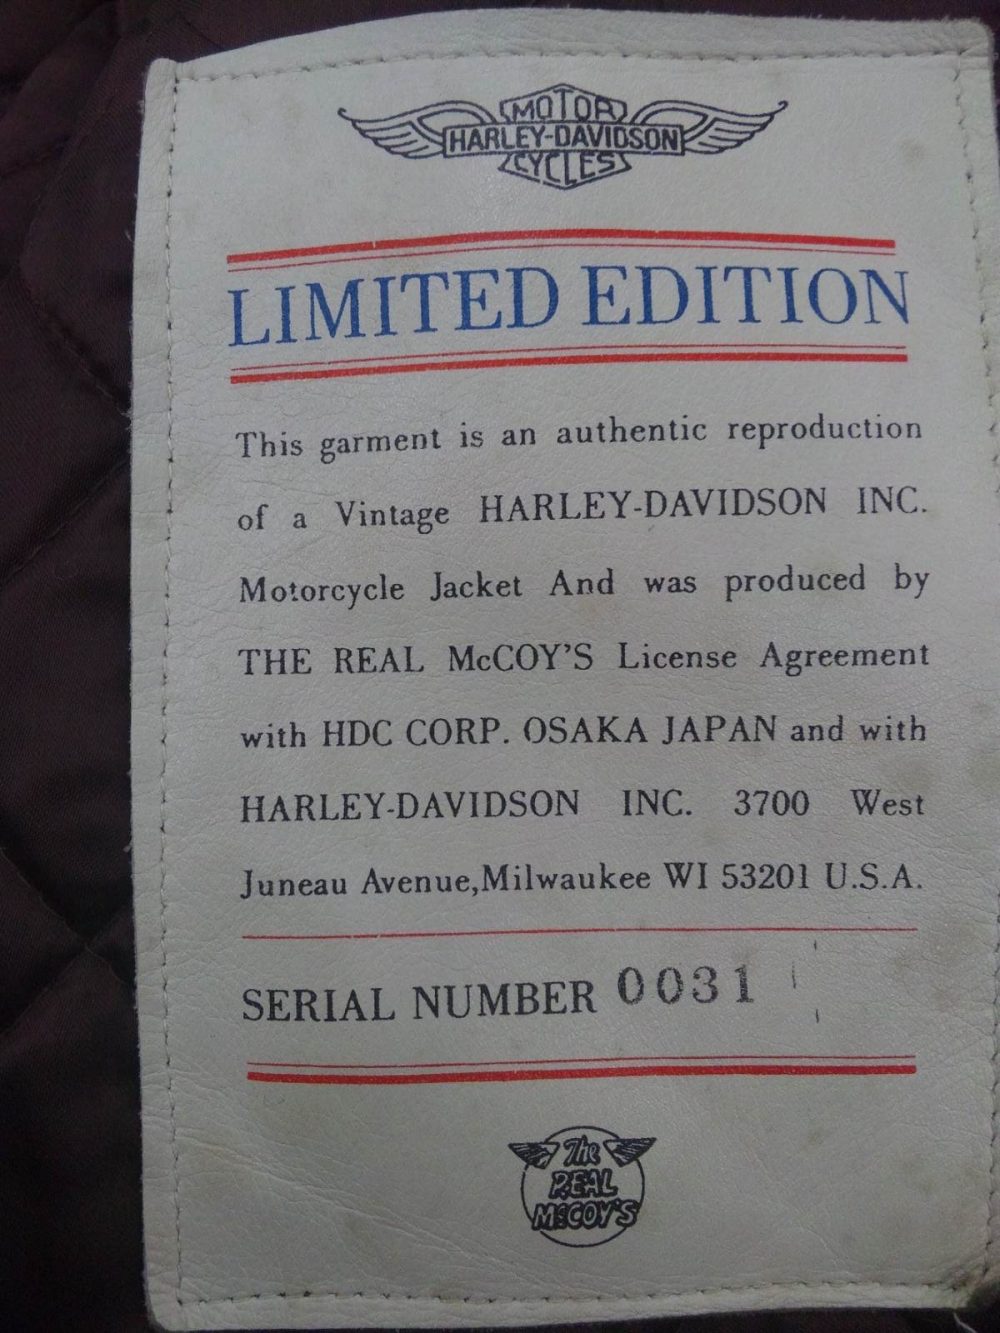 MOTOR
HARLEY-DAVIDSON
CYCLES
LIMITED EDITION
This garment is an authentic reproduction
of a Vintage HARLEY-DAVIDSON INC.
Motorcycle Jacket And was produced by
THE REAL McCOY'S License Agreement
with HDC CORP. OSAKA JAPAN and with
HARLEY-DAVIDSON INC. 3700 West
Juneau Avenue,Milwaukee WI 53201 U.S.A.
SERIAL NUMBER 0031
The
REAL
McCOY'S